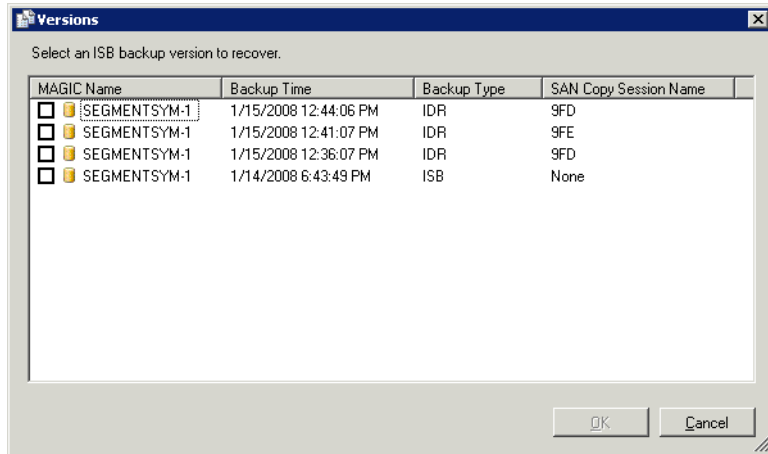 Versions
Select an ISB backup version to recover.
MAGIC Name Backup Time Backup Type SAN Copy Session Name
SEGMENTSYM-1 1/15/2008 12:44:06 PM IDR 9FD
SEGMENTSYM-1 1/15/2008 12:41:07 PM IDR 9FE
SEGMENTSYM-1 1/15/2008 12:36:07 PM IDR 9FD
SEGMENTSYM-1 1/14/2008 6:43:49 PM ISB None
OK Cancel